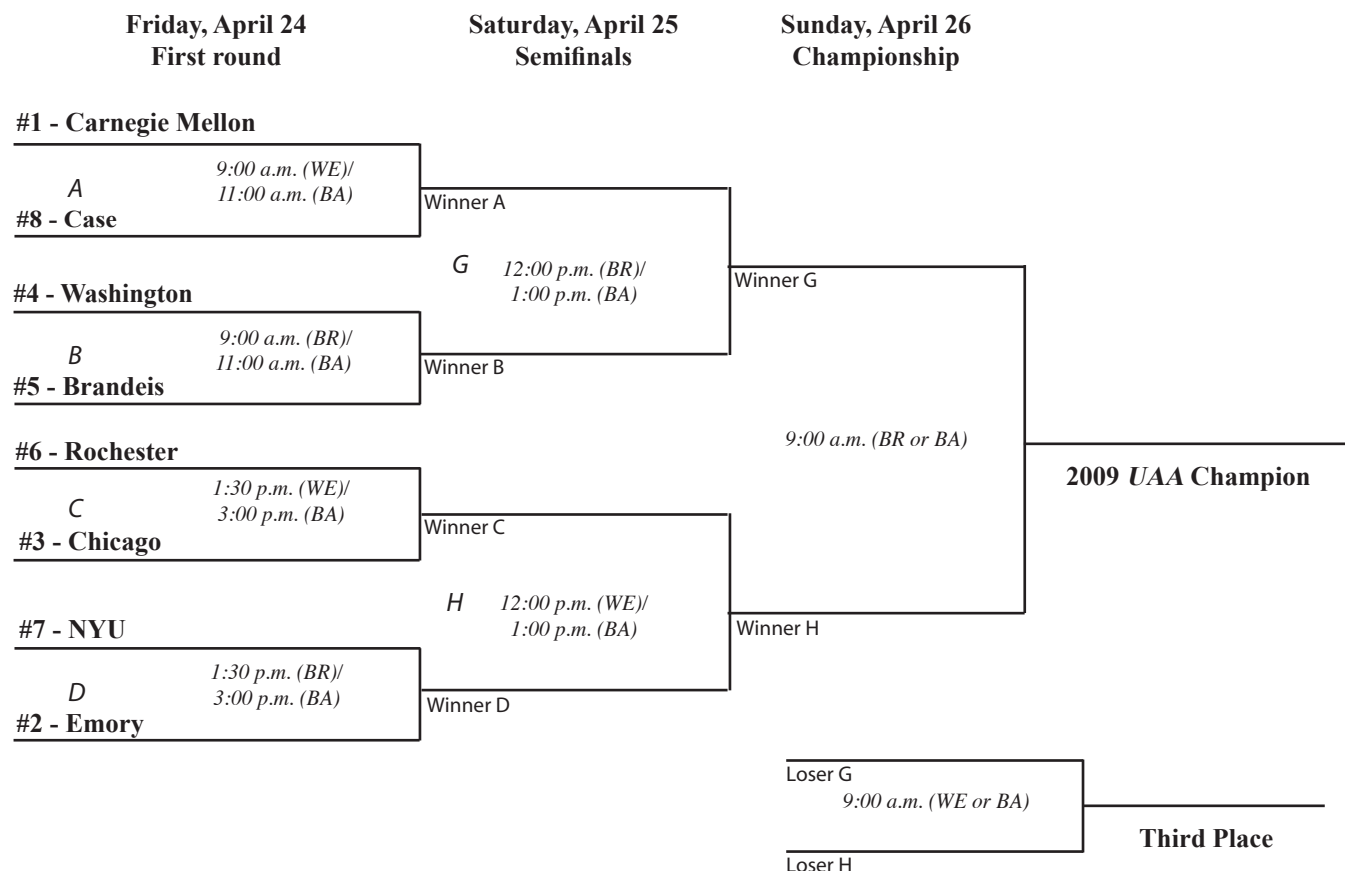 Friday, April 24
First round
Saturday, April 25
Semifinals
Sunday, April 26
Championship
#1 - Carnegie Mellon
A
9:00 a.m. (WE)/
11:00 a.m. (BA)
#8 - Case
Winner A
G
12:00 p.m. (BR)/
1:00 p.m. (BA)
Winner G
#4 - Washington
B
9:00 a.m. (BR)/
11:00 a.m. (BA)
#5 - Brandeis
Winner B
9:00 a.m. (BR or BA)
2009 UAA Champion
#6 - Rochester
C
1:30 p.m. (WE)/
3:00 p.m. (BA)
#3 - Chicago
Winner C
H
12:00 p.m. (WE)/
1:00 p.m. (BA)
Winner H
#7 - NYU
D
1:30 p.m. (BR)/
3:00 p.m. (BA)
#2 - Emory
Winner D
Loser G
9:00 a.m. (WE or BA)
Third Place
Loser H